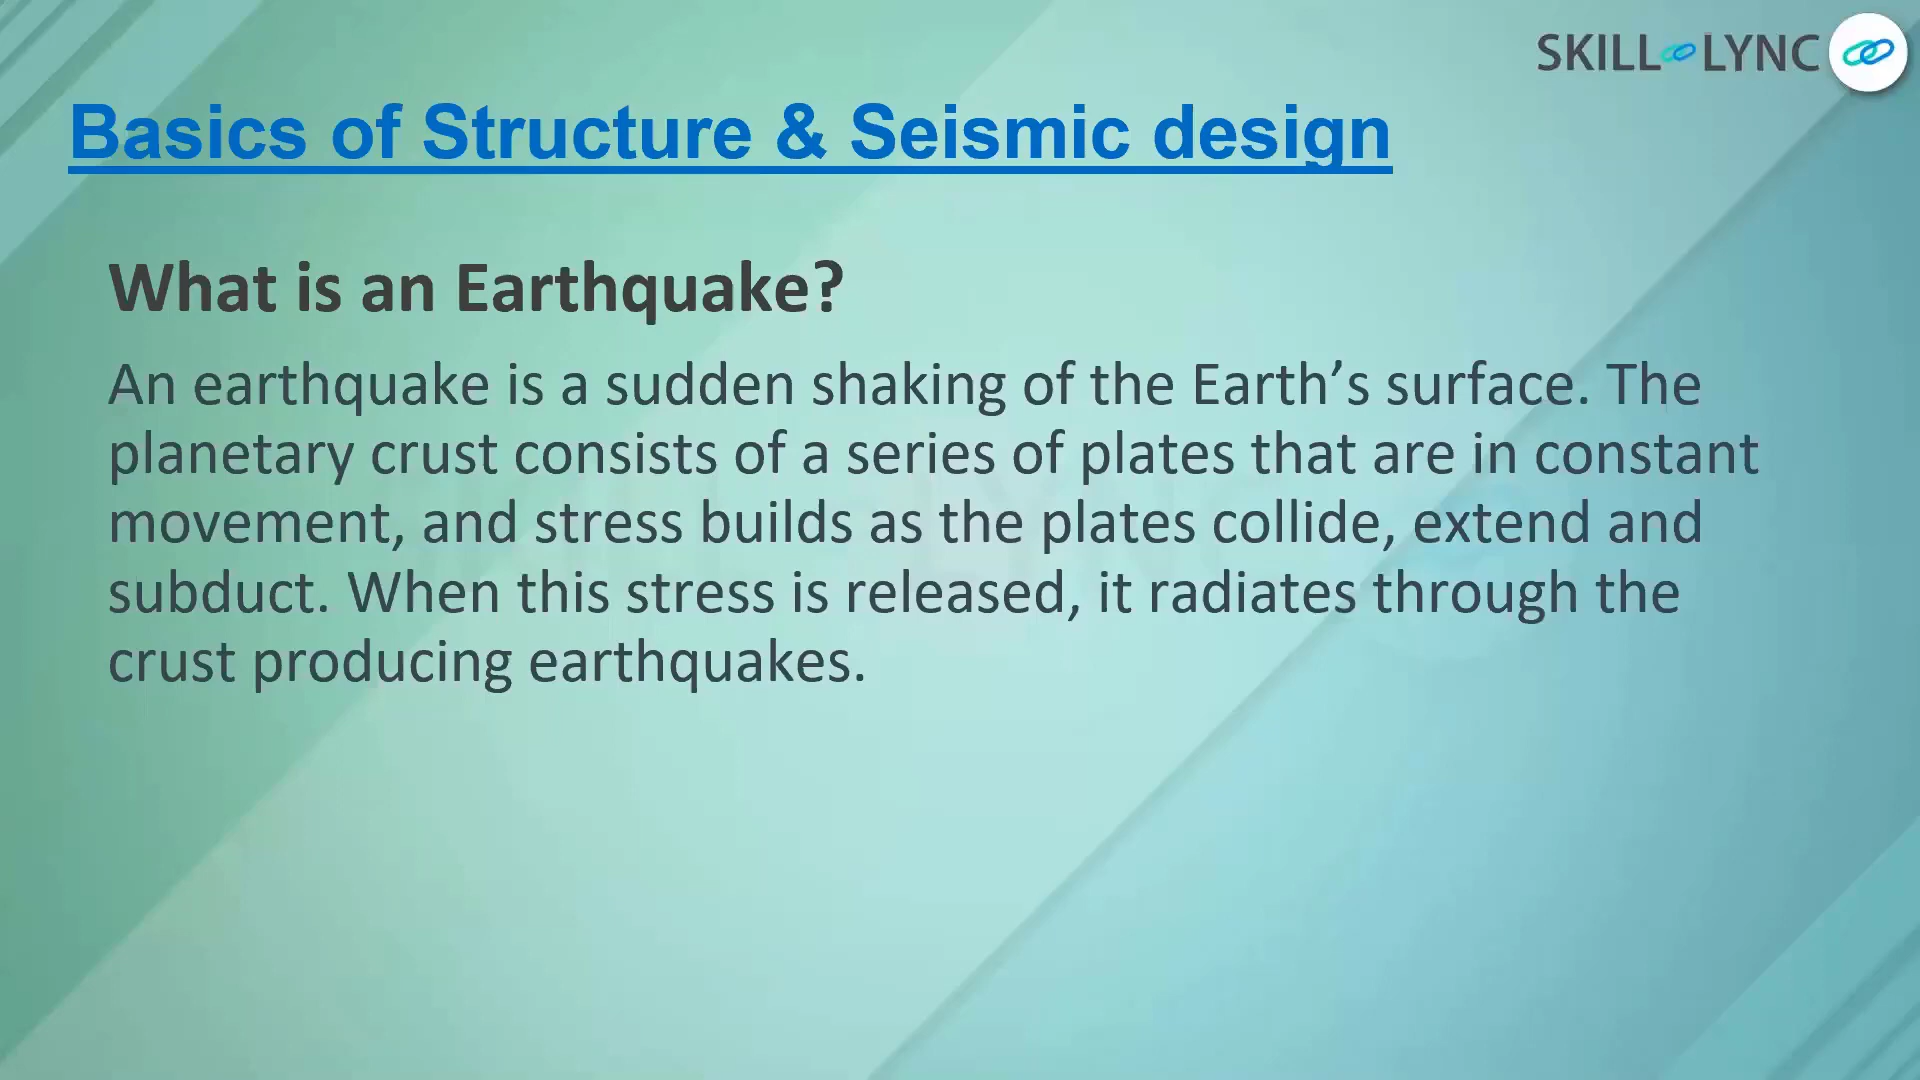 SKILL LYNC
Basics of Structure & Seismic design
What is an Earthquake?
An earthquake is a sudden shaking of the Earth’s surface. The
planetary crust consists of a series of plates that are in constant
movement, and stress builds as the plates collide, extend and
subduct. When this stress is released, it radiates through the
crust producing earthquakes.